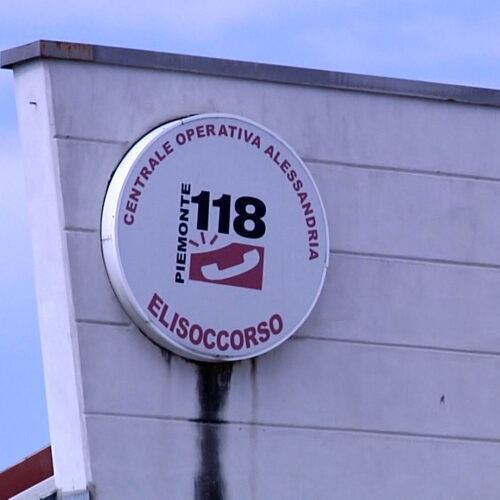 CENTRALE OPERATIVA ALESSANDRIA
PIEMONTE
118
ELISOCCORSO